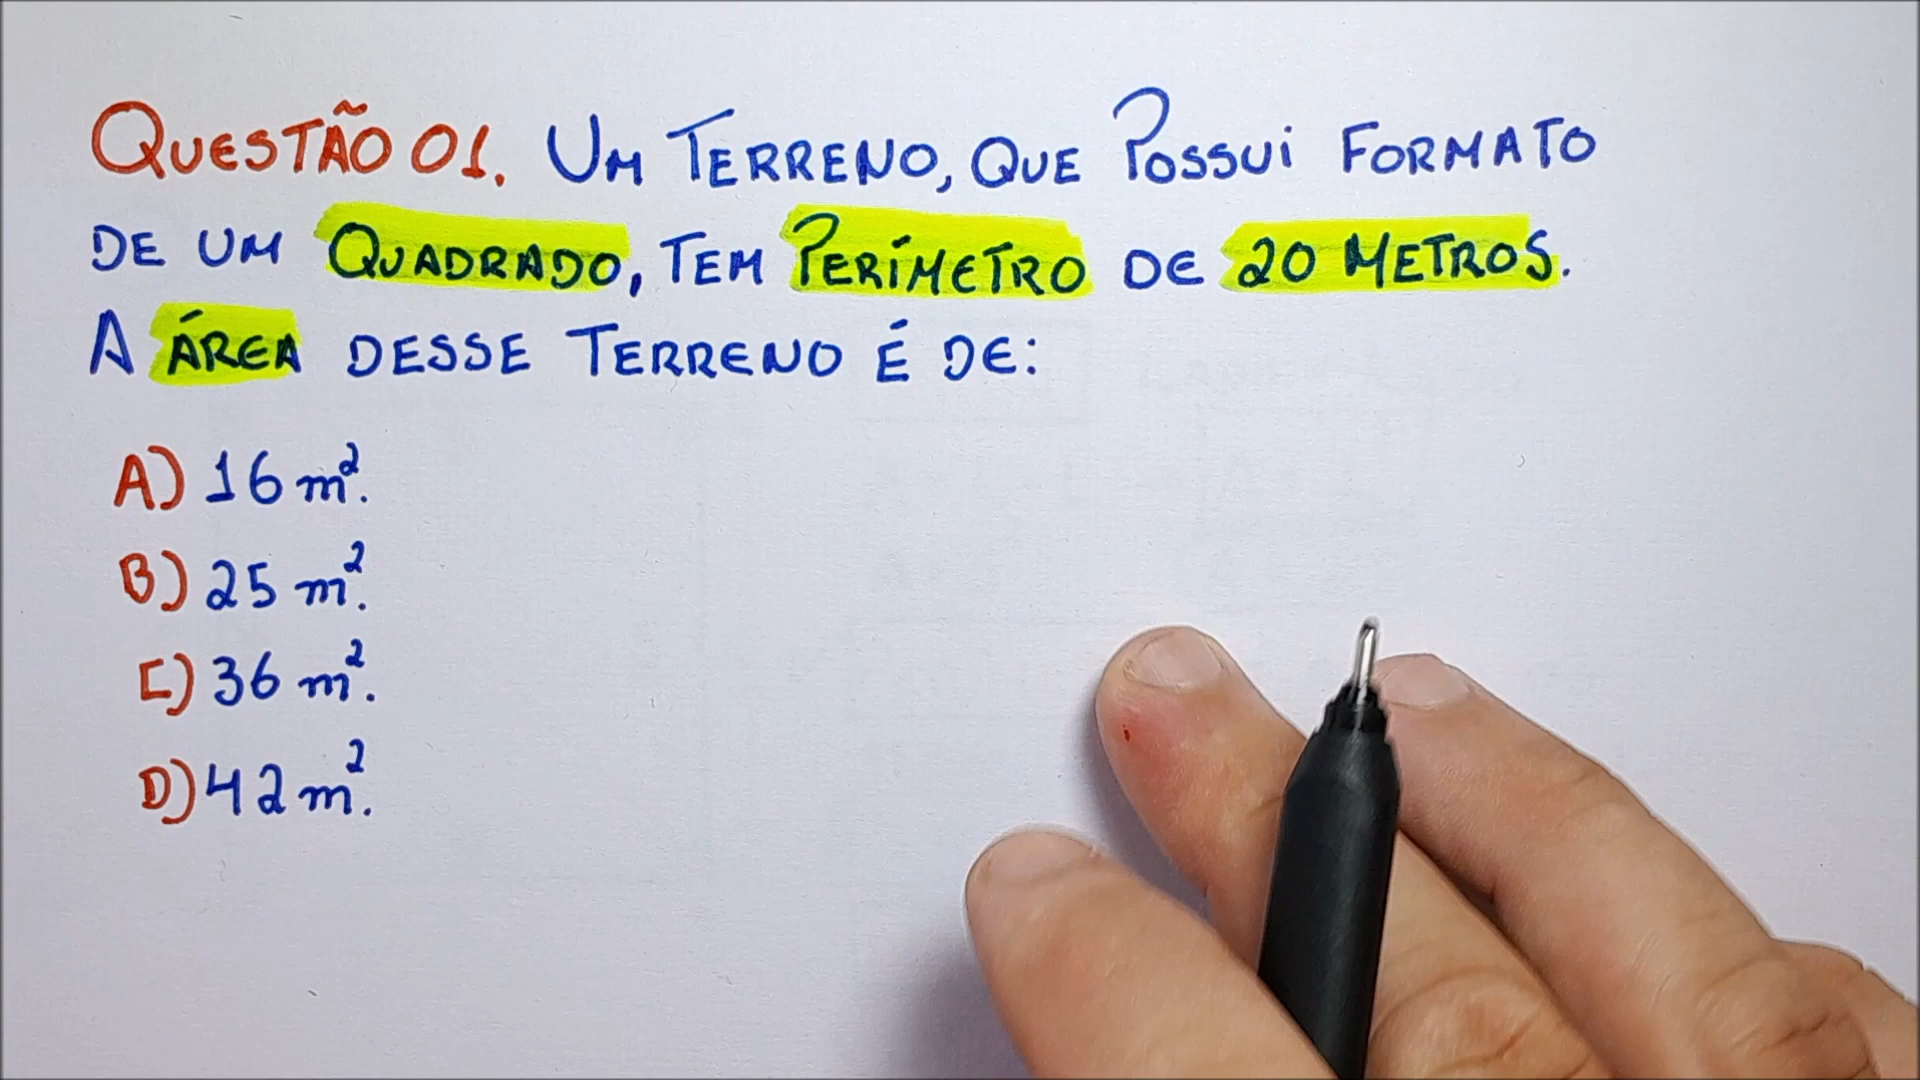 QUESTÃO 01. UM TERRENO, QUE POSSUI FORMATO
DE UM QUADRADO, TEM PERÍMETRO DE 20 METROS.
A ÁREA DESSE TERRENO É DE:
A) 16 m².
B) 25 m².
C) 36 m².
D) 42 m².